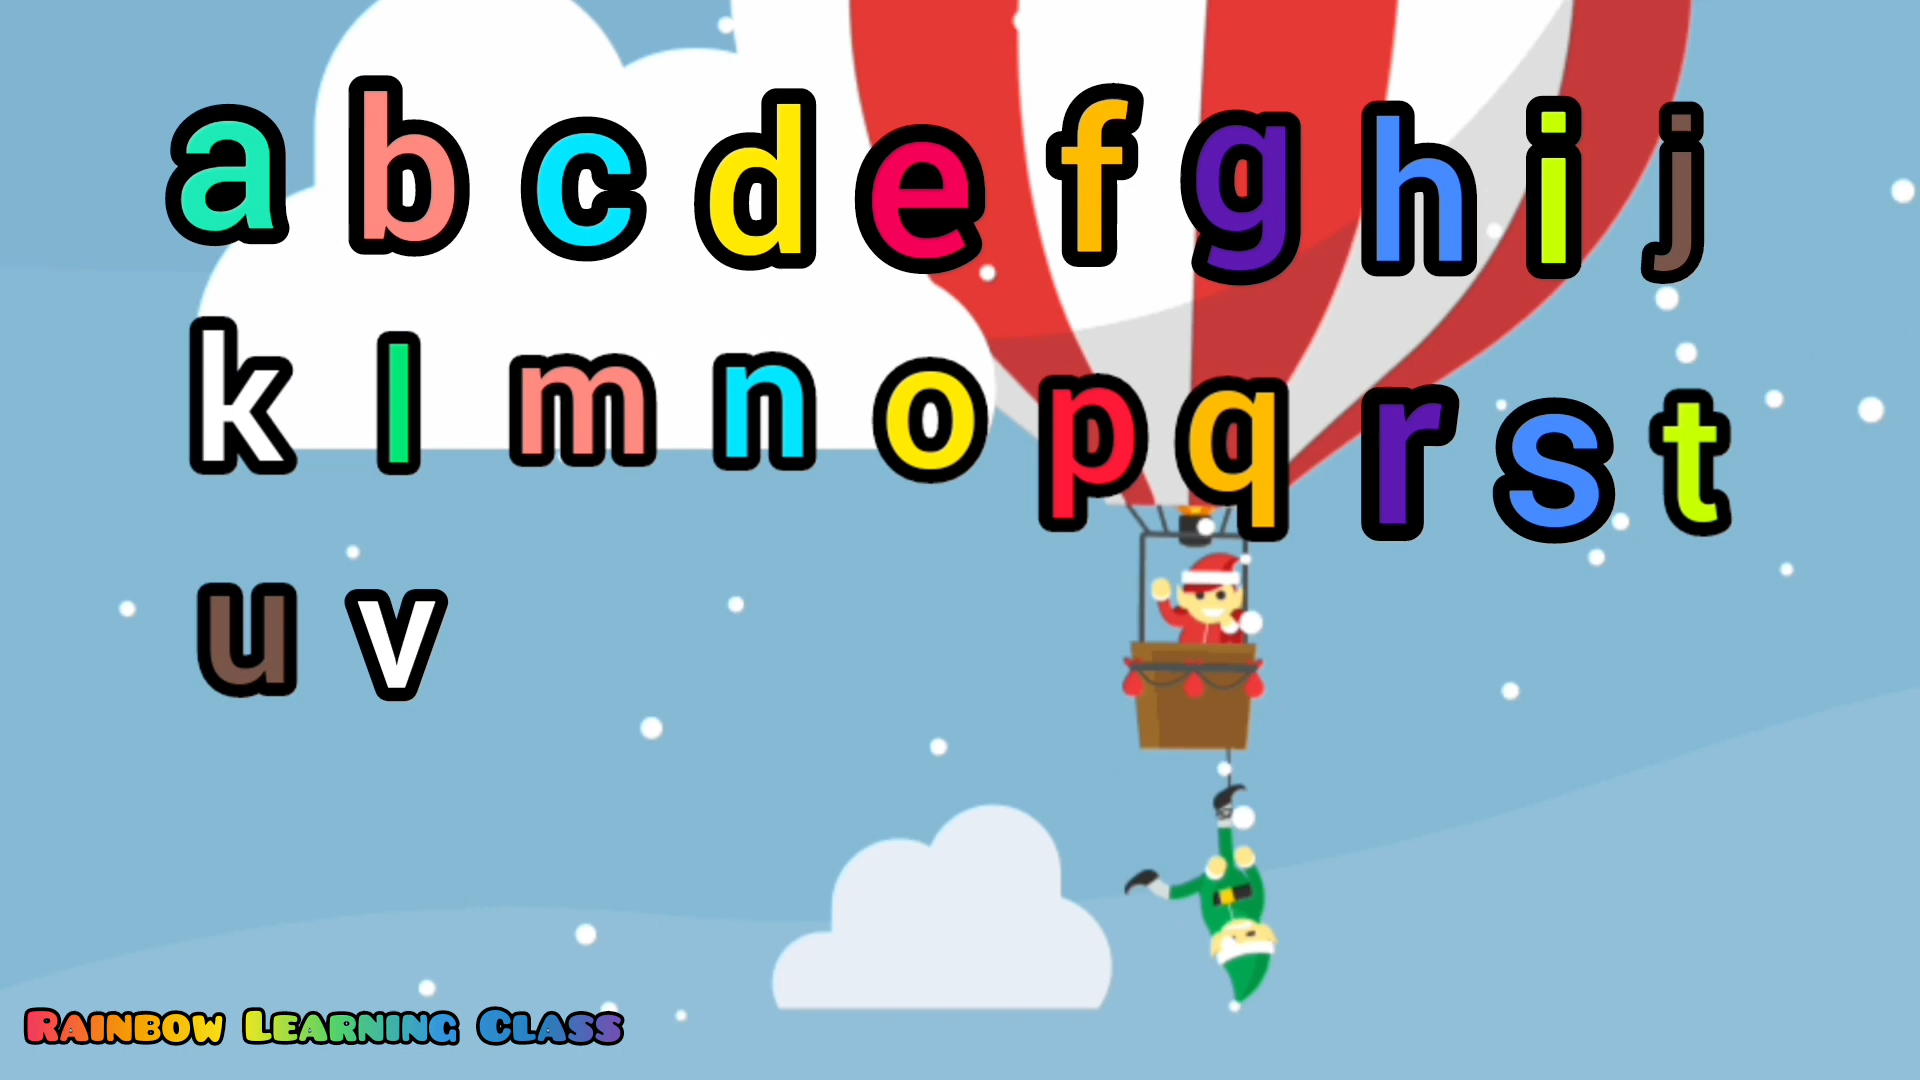 a b c d e f g h i j
k l m n o p q r s t
u v
Rainbow Learning Class